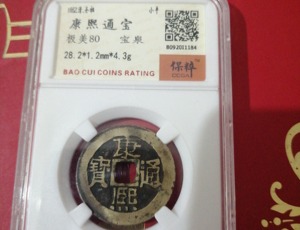 康熙通宝
极美80 宝泉
28.2*1.2mm*4.3g
BAO CUI COINS RATING
B092011184
保粹
康熙通寶